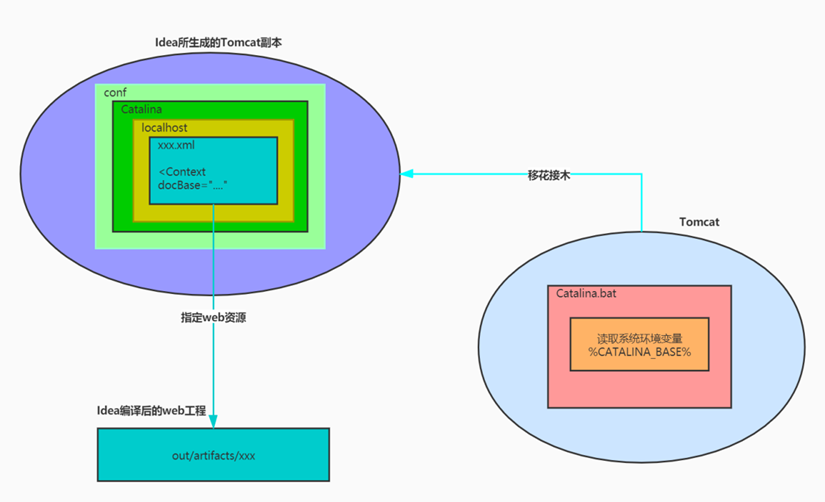 Idea所生成的Tomcat副本
conf
Catalina
localhost
xxx.xml
<Context
docBase="...."
移花接木
Tomcat
Catalina.bat
读取系统环境变量
%CATALINA_BASE%
指定web资源
Idea编译后的web工程
out/artifacts/xxx